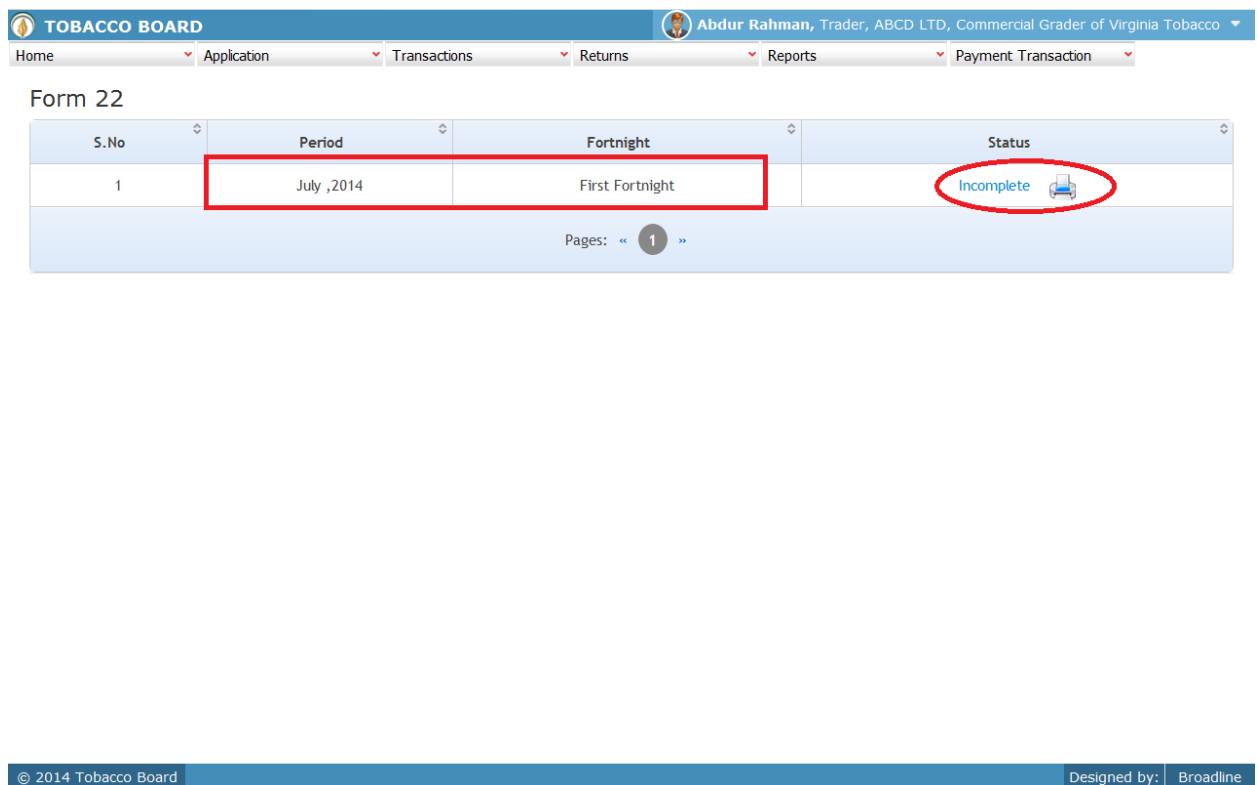 TOBACCO BOARD Abdur Rahman, Trader, ABCD LTD, Commercial Grader of Virginia Tobacco
Home Application Transactions Returns Reports Payment Transaction
Form 22
S.No Period Fortnight Status
1 July ,2014 First Fortnight Incomplete
Pages: « 1 »
© 2014 Tobacco Board Designed by: Broadline